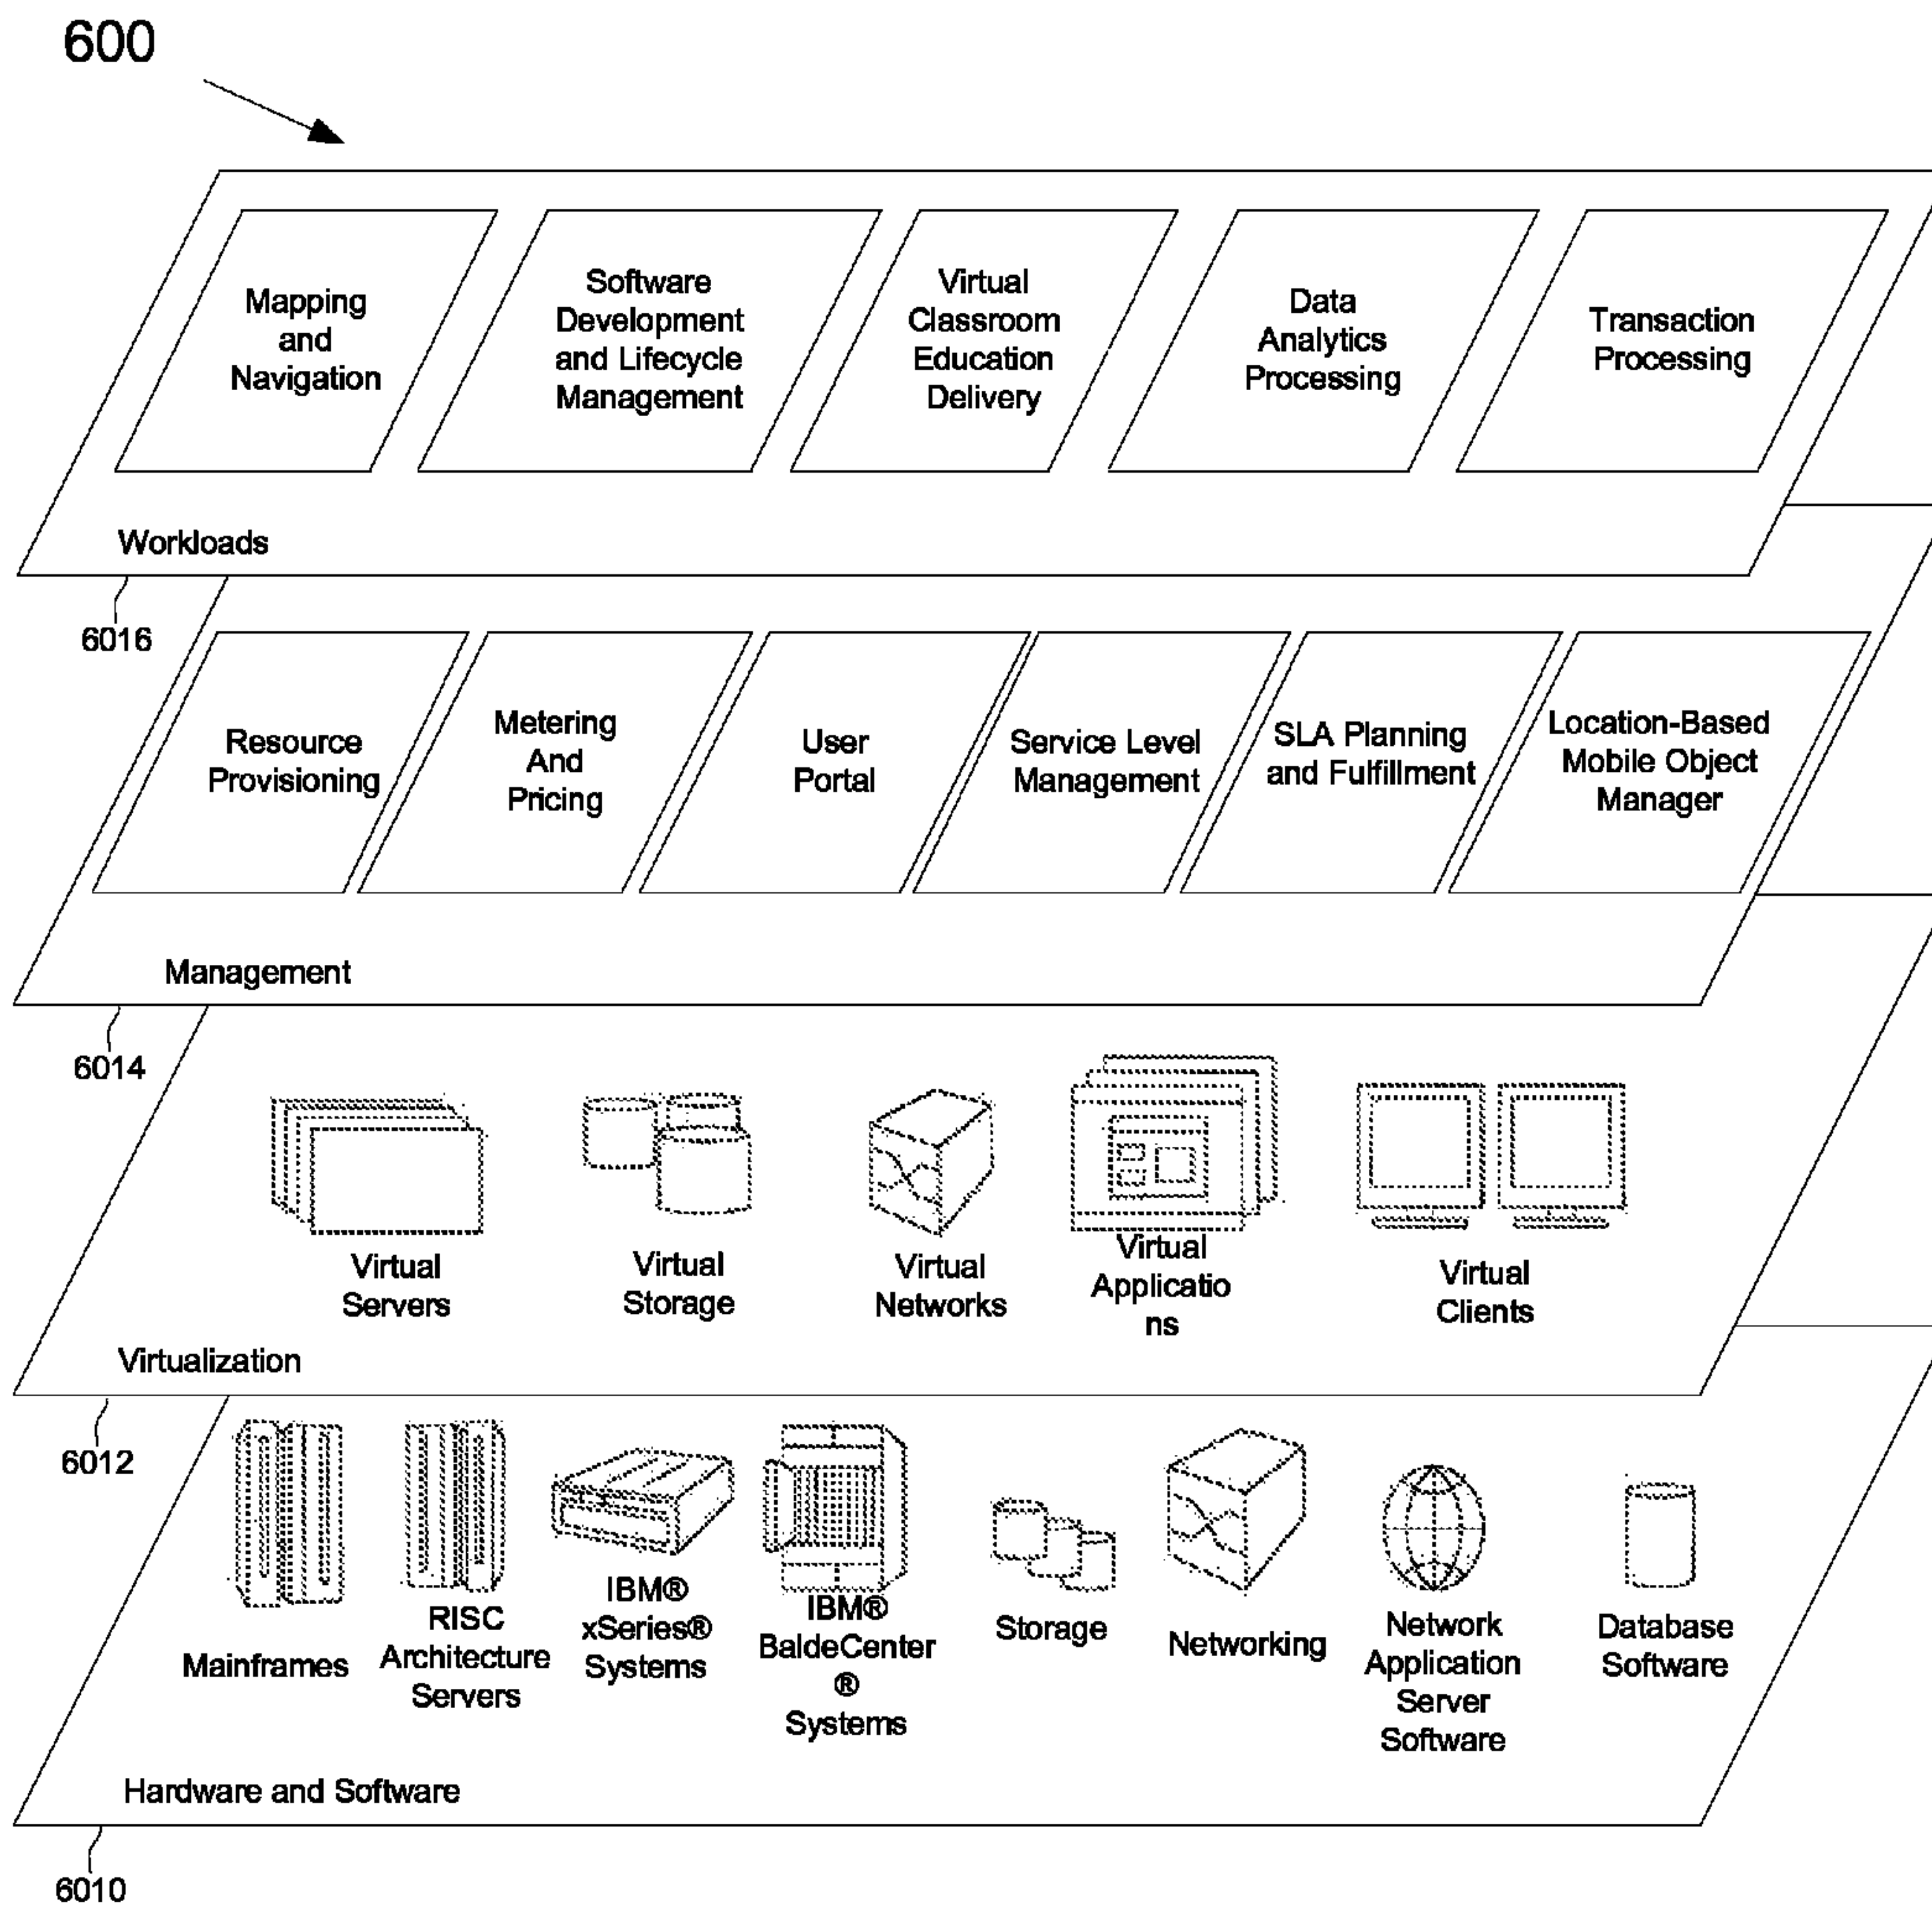 600
Mapping
and
Navigation
Software
Development
and Lifecycle
Management
Virtual
Classroom
Education
Delivery
Data
Analytics
Processing
Transaction
Processing
Workloads
6016
Resource
Provisioning
Metering
And
Pricing
User
Portal
Service Level
Management
SLA Planning
and Fulfillment
Location-Based
Mobile Object
Manager
Management
6014
Virtual
Servers
Virtual
Storage
Virtual
Networks
Virtual
Applicatio
ns
Virtual
Clients
Virtualization
6012
Mainframes
RISC
Architecture
Servers
IBM®
xSeries®
Systems
IBM®
BaldeCenter
®
Systems
Storage
Networking
Network
Application
Server
Software
Database
Software
Hardware and Software
6010